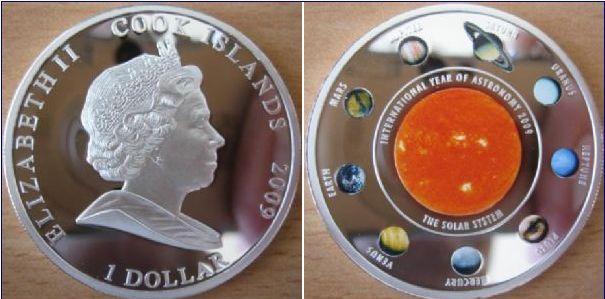 ELIZABETH II COOK ISLANDS 2009
1 DOLLAR
INTERNATIONAL YEAR OF ASTRONOMY 2009
THE SOLAR SYSTEM
MARS
JUPITER
SATURN
URANUS
NEPTUNE
PLUTO
MERCURY
VENUS
EARTH